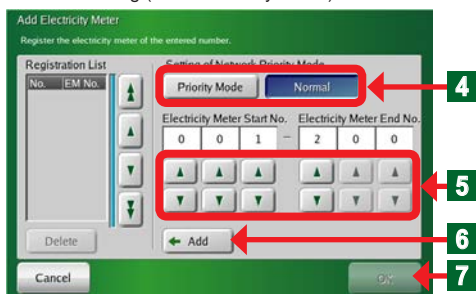 Add Electricity Meter
Register the electricity meter of the entered number.
Registration List
No. EM No.
Setting of Network Priority Mode
Priority Mode Normal
4
Electricity Meter Start No. Electricity Meter End No.
0 0 1 - 2 0 0
5
Delete
Add
6
Cancel
OK
7